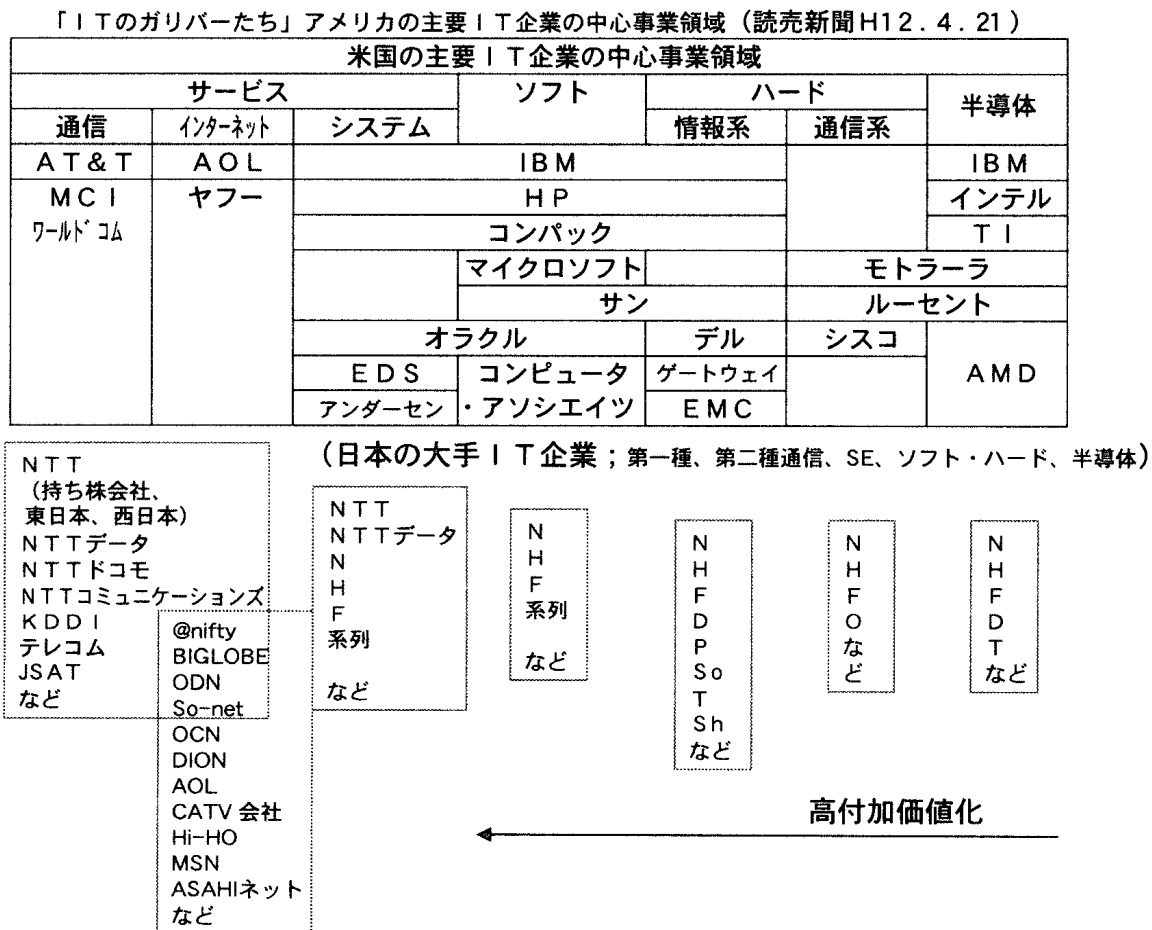 「ITのガリバーたち」アメリカの主要IT企業の中心事業領域(読売新聞H12.4.21)
米国の主要IT企業の中心事業領域
サービス ソフト ハード 半導体
通信 インターネット システム 情報系 通信系
AT&T AOL IBM IBM
MCI ヤフー HP インテル
ワールドコム コンパック TI
マイクロソフト モトラーラ
サン ルーセント
オラクル デル シスコ
EDS コンピュータ ゲートウェイ AMD
アンダーセン ・アソシエイツ EMC
(日本の大手IT企業;第一種、第二種通信、SE、ソフト・ハード、半導体)
NTT
(持ち株会社、
東日本、西日本)
NTTデータ
NTTドコモ
NTTコミュニケーションズ
KDDI
テレコム
JSAT
など
@nifty
BIGLOBE
ODN
So-net
OCN
DION
AOL
CATV会社
Hi-HO
MSN
ASAHIネット
など
NTT
NTTデータ
N
H
F
系列
など
N
H
F
系列
など
N
H
F
D
P
So
T
Sh
など
N
H
F
O
な
ど
N
H
F
D
T
など
高付加価値化